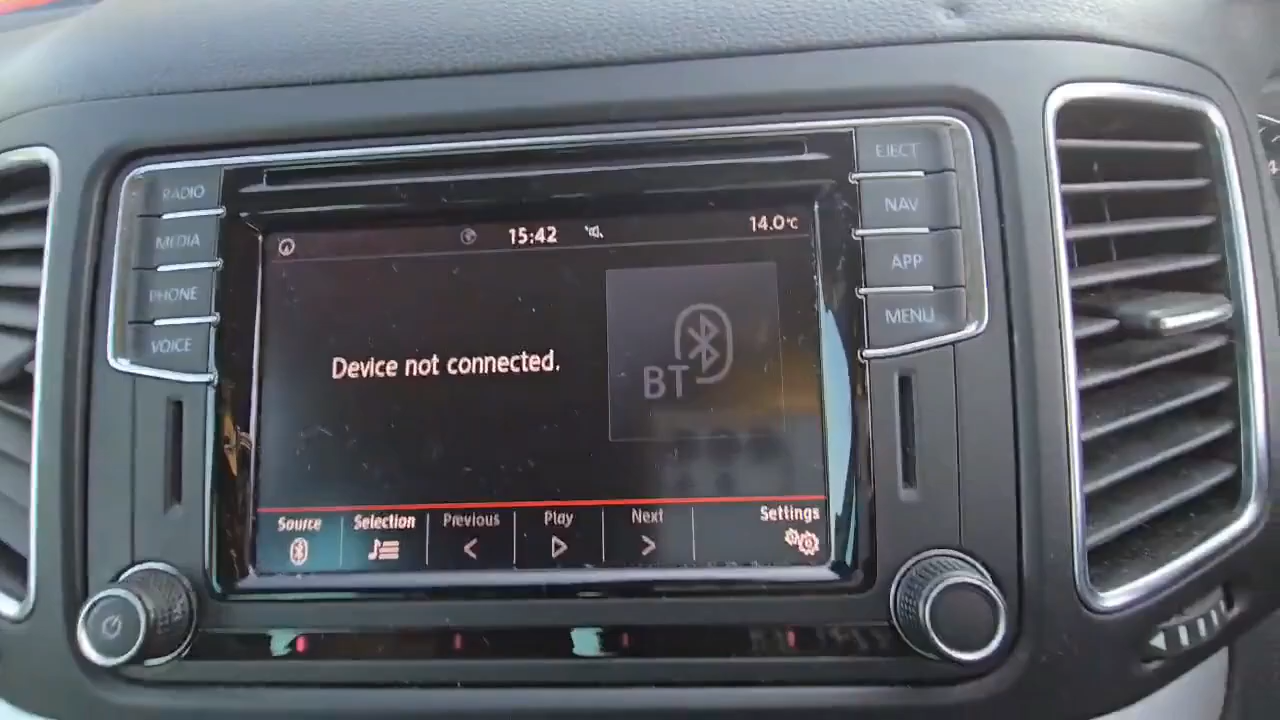 RADIO
MEDIA
PHONE
VOICE
EJECT
NAV
APP
MENU
15:42
14.0°C
Device not connected.
BT
Source
Selection
Previous
Play
Next
Settings